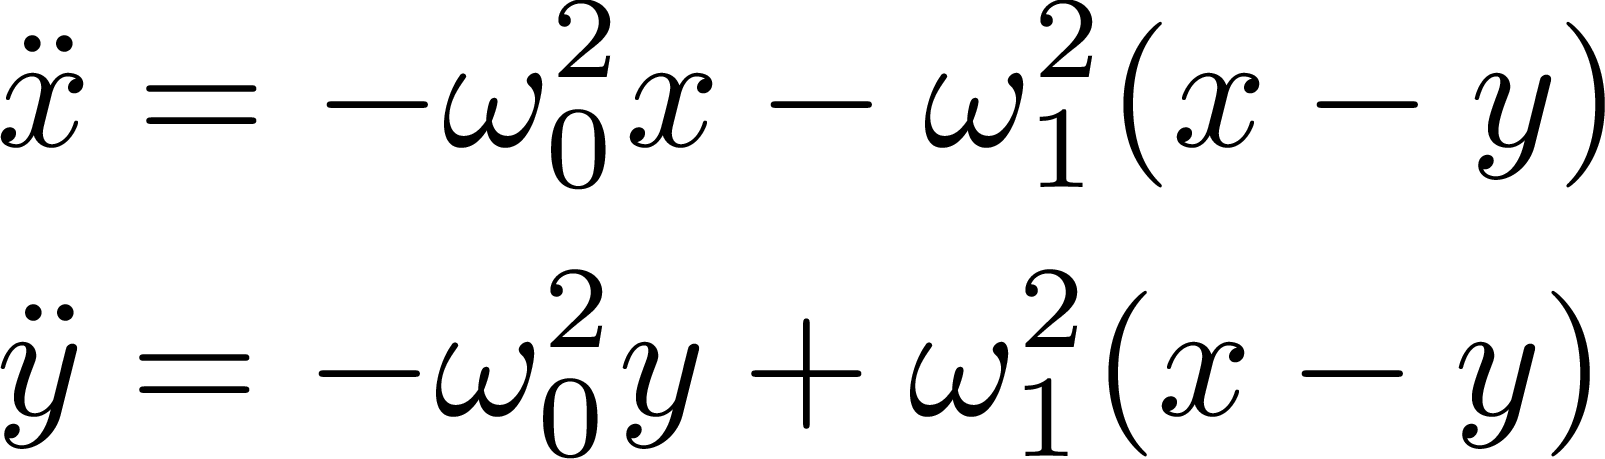 ẍ = −ω₀²x − ω₁²(x − y)
ÿ = −ω₀²y + ω₁²(x − y)